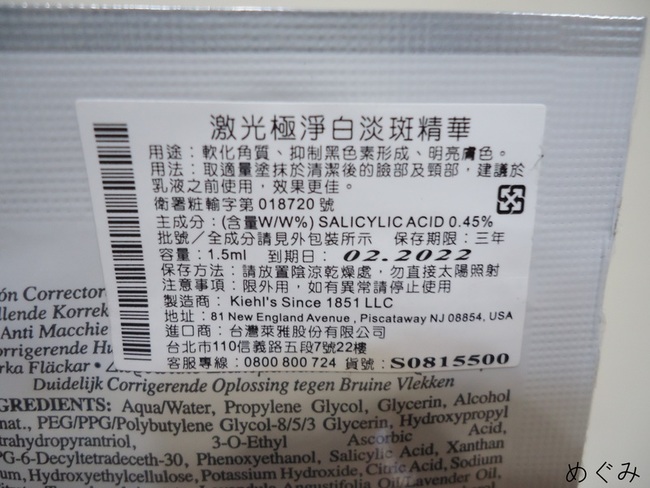 激光極淨白淡斑精華
用途：軟化角質、抑制黑色素形成、明亮膚色。
用法：取適量塗抹於清潔後的臉部及頸部，建議於
乳液之前使用，效果更佳。
衛署粧輸字第 018720 號
主成分：(含量W/W%) SALICYLIC ACID 0.45%
批號／全成分請見外包裝所示　保存期限：三年
容量：1.5ml　到期日：02.2022
保存方法：請放置陰涼乾燥處，勿直接太陽照射
注意事項：限外用，如有異常請停止使用
製造商：Kiehl's Since 1851 LLC
地址：81 New England Avenue , Piscataway NJ 08854, USA
進口商：台灣萊雅股份有限公司
台北市110信義路五段7號22樓
客服專線：0800 800 724 貨號：S0815500
ón Corrector
llende Korrek
Anti Macchie
orrigerende Hu
rka Fläckar •
Duidelijk Corrigerende Oplossing tegen Bruine Vlekken
GREDIENTS: Aqua/Water, Propylene Glycol, Glycerin, Alcohol
nat., PEG/PPG/Polybutylene Glycol-8/5/3 Glycerin, Hydroxypropyl
trahydropyrantriol, 3-O-Ethyl Ascorbic Acid,
PG-6-Decyltetradeceth-30, Phenoxyethanol, Salicylic Acid, Xanthan
um, Hydroxyethylcellulose, Potassium Hydroxide, Citric Acid, Sodium
Lavandula Angustifolia Oil/Lavender Oil,
めぐみ